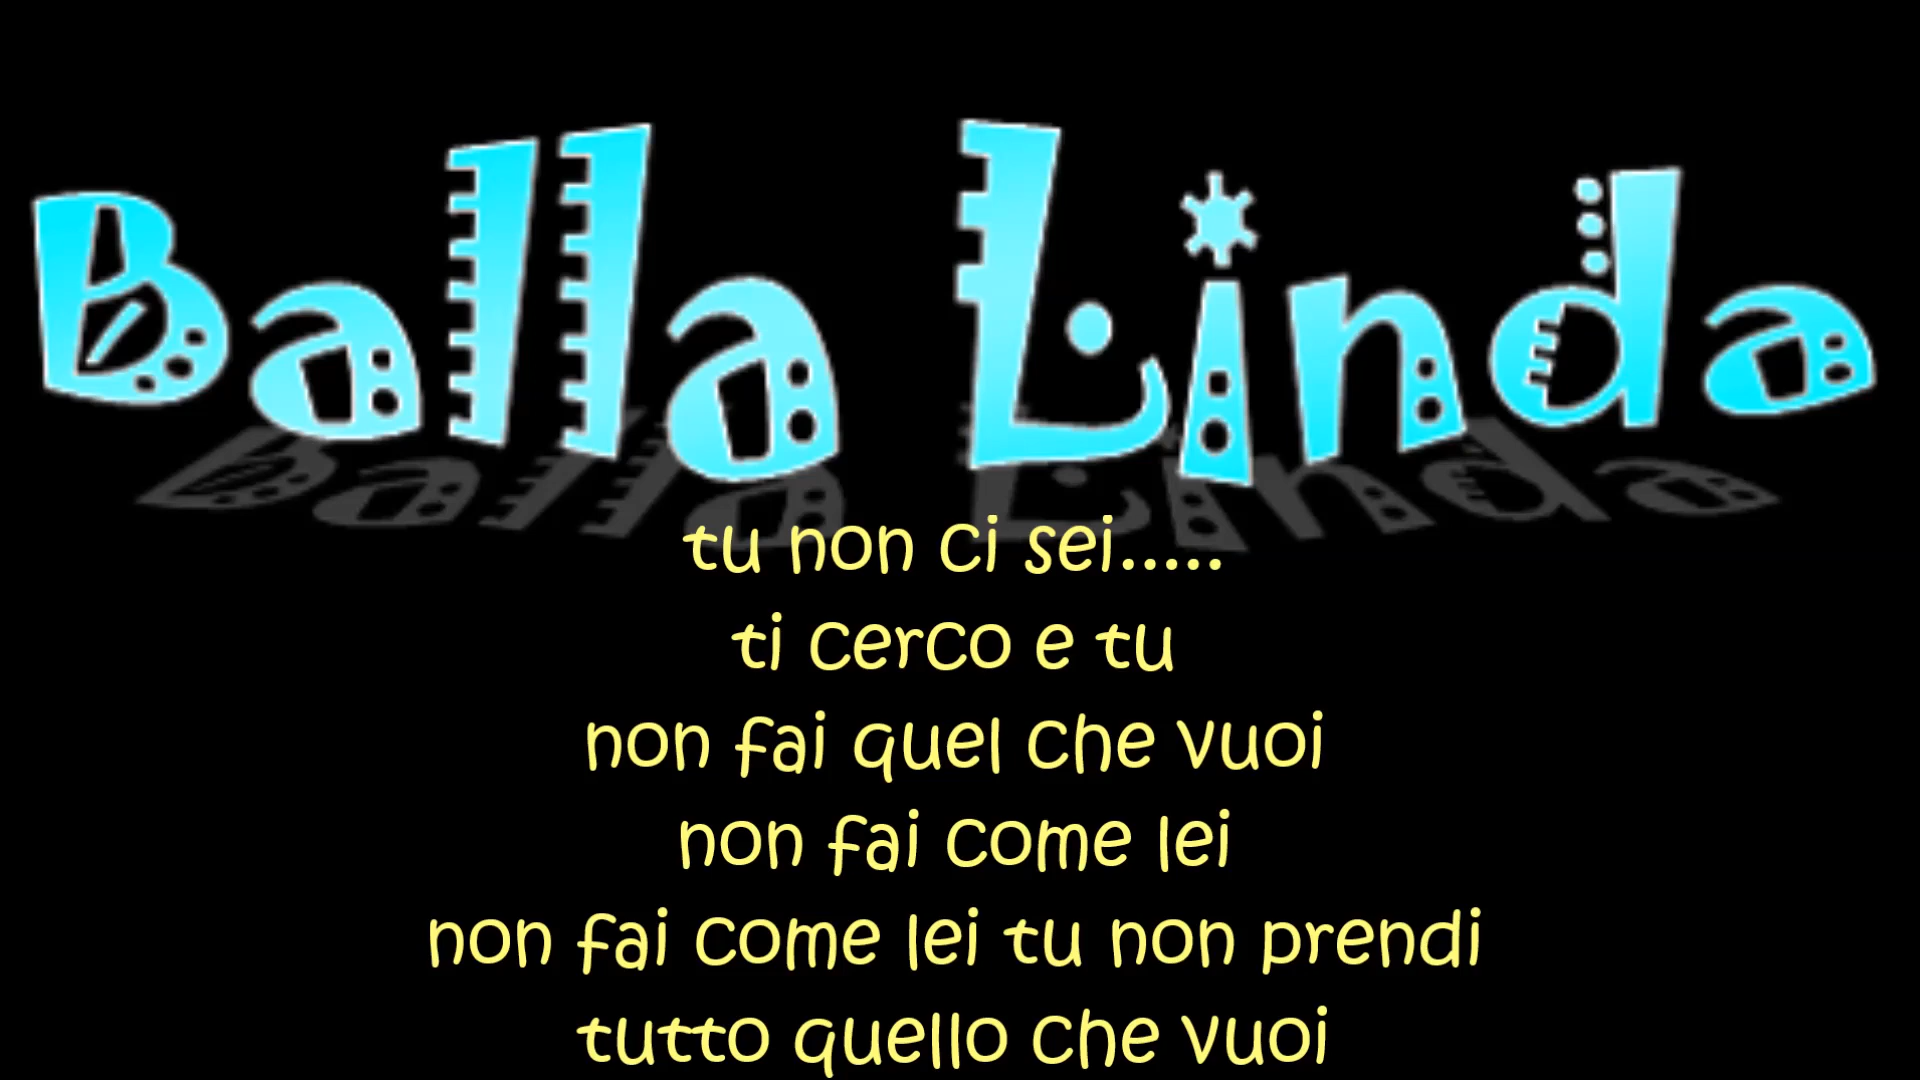 Balla Linda
tu non ci sei.....
ti cerco e tu
non fai quel che vuoi
non fai come lei
non fai come lei tu non prendi
tutto quello che vuoi